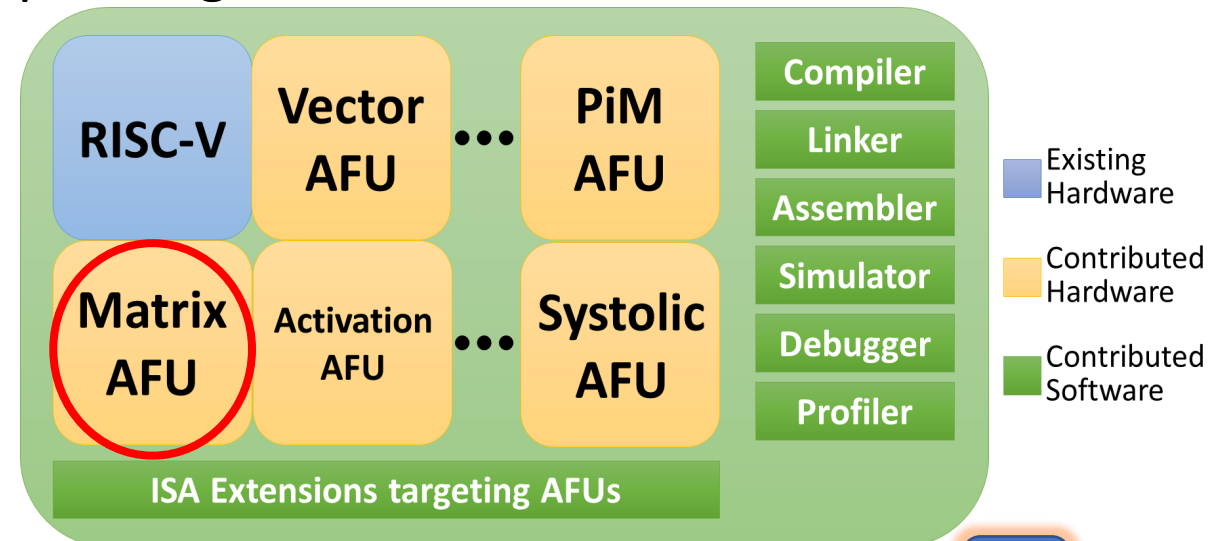 RISC-V
Vector
AFU
•••
PiM
AFU
Matrix
AFU
Activation
AFU
•••
Systolic
AFU
ISA Extensions targeting AFUs
Compiler
Linker
Assembler
Simulator
Debugger
Profiler
Existing
Hardware
Contributed
Hardware
Contributed
Software